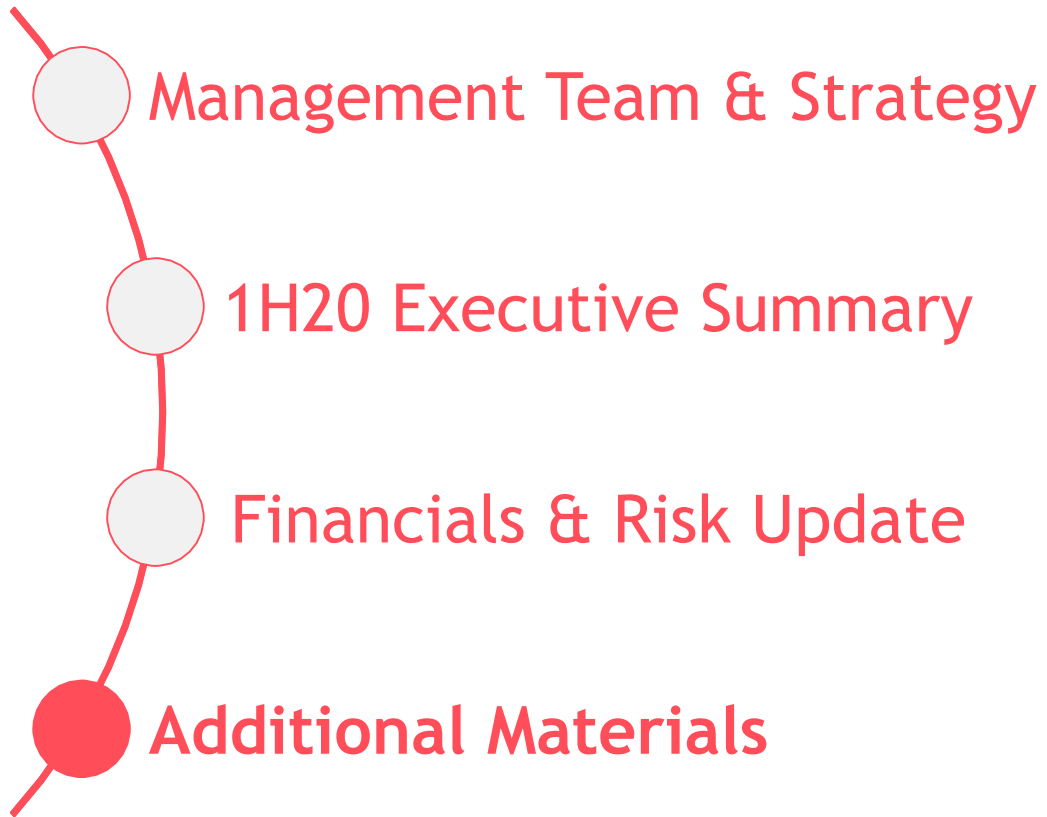 Management Team & Strategy
1H20 Executive Summary
Financials & Risk Update
Additional Materials